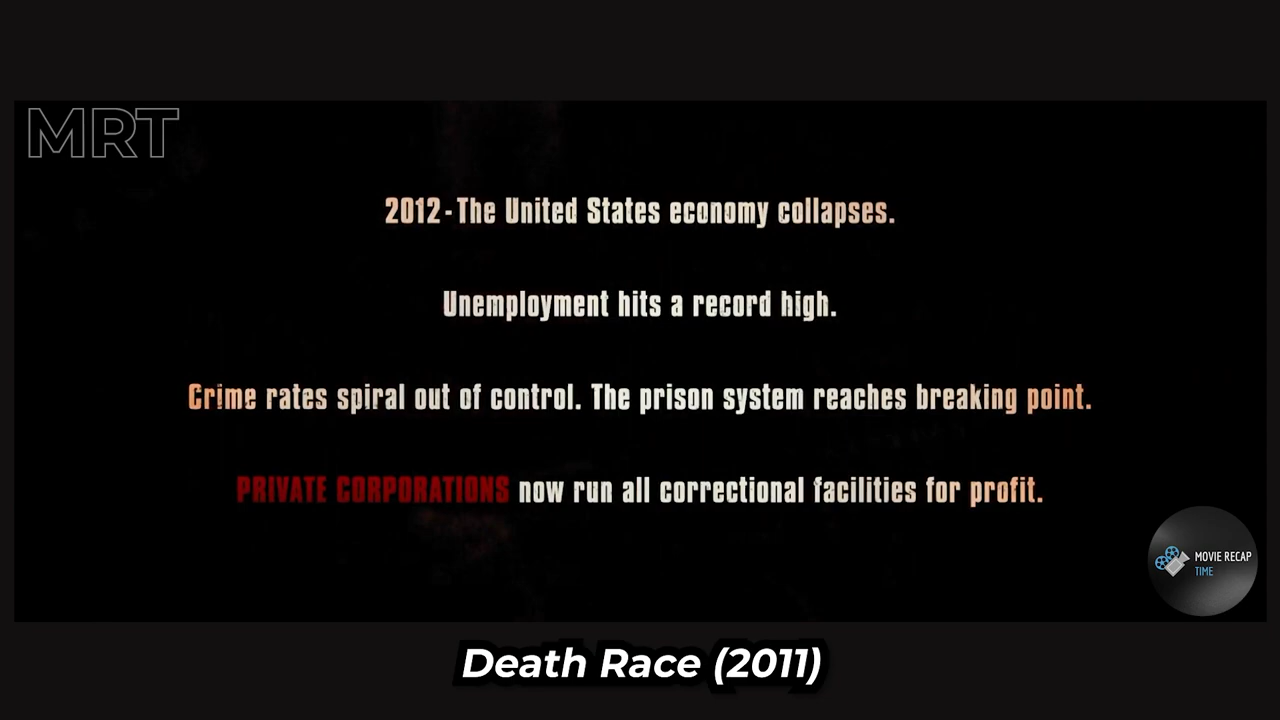 MRT
2012 - The United States economy collapses.
Unemployment hits a record high.
Crime rates spiral out of control. The prison system reaches breaking point.
PRIVATE CORPORATIONS now run all correctional facilities for profit.
MOVIE RECAP
TIME
Death Race (2011)